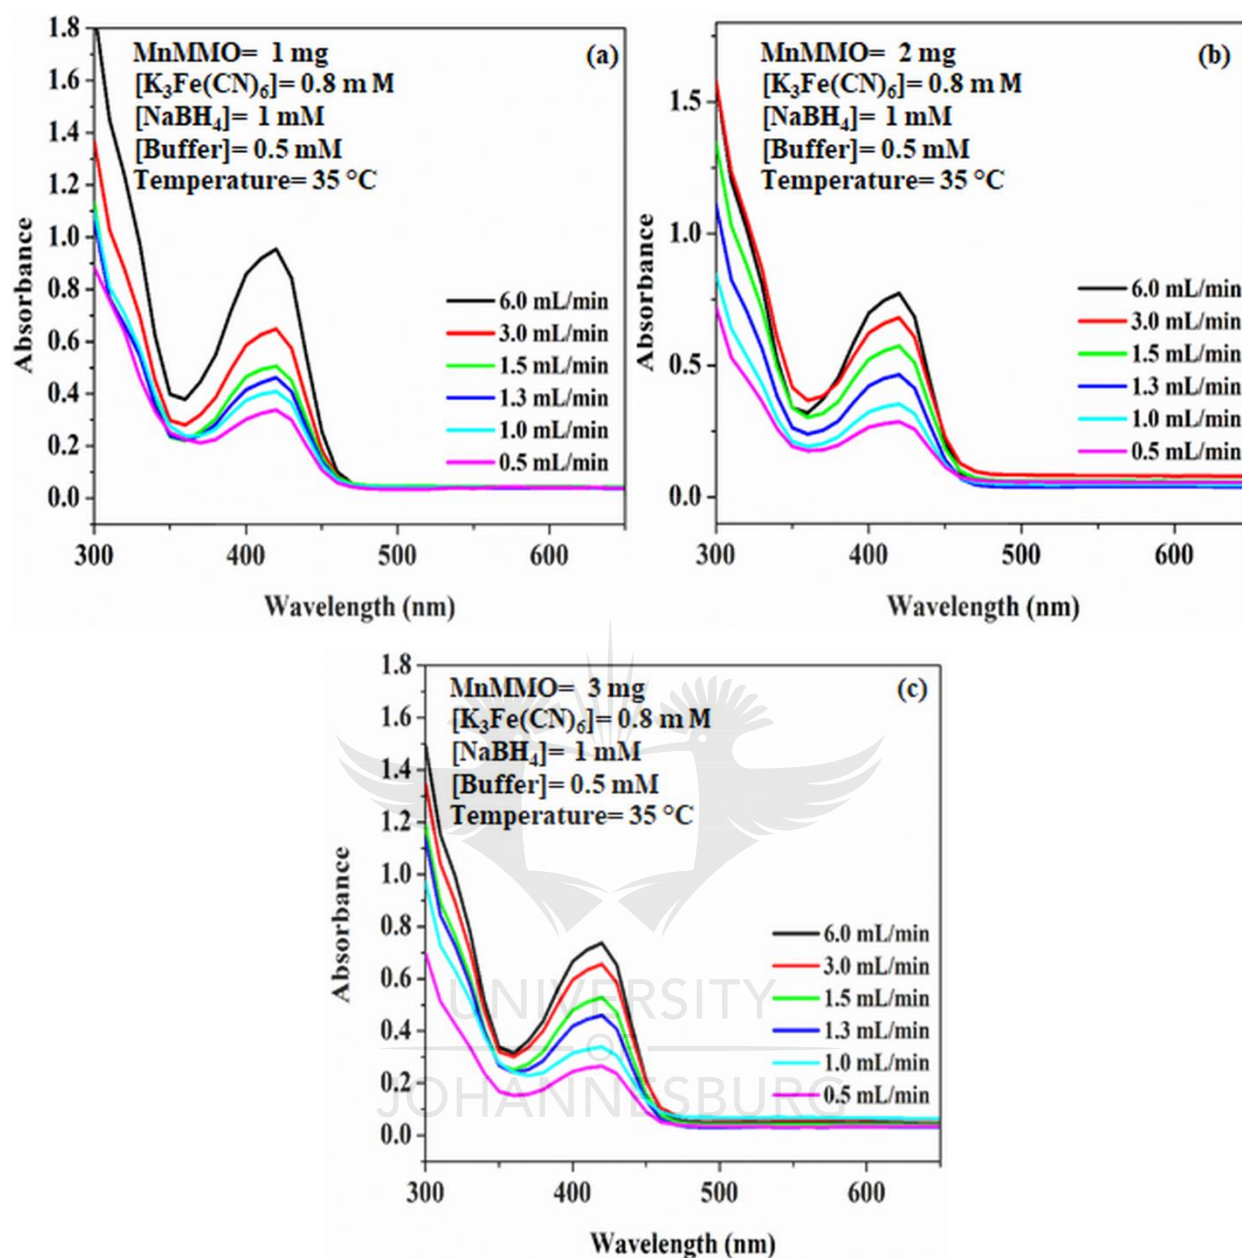 MnMMO= 1 mg
(a)
[K₃Fe(CN)₆]= 0.8 m M
[NaBH₄]= 1 mM
[Buffer]= 0.5 mM
Temperature= 35 °C
1.8
1.6
1.4
1.2
1.0
0.8
0.6
0.4
0.2
0.0
Absorbance
6.0 mL/min
3.0 mL/min
1.5 mL/min
1.3 mL/min
1.0 mL/min
0.5 mL/min
300 400 500 600
Wavelength (nm)
MnMMO= 2 mg
(b)
[K₃Fe(CN)₆]= 0.8 m M
[NaBH₄]= 1 mM
[Buffer]= 0.5 mM
Temperature= 35 °C
1.5
1.0
0.5
0.0
Absorbance
6.0 mL/min
3.0 mL/min
1.5 mL/min
1.3 mL/min
1.0 mL/min
0.5 mL/min
300 400 500 600
Wavelength (nm)
MnMMO= 3 mg
(c)
[K₃Fe(CN)₆]= 0.8 m M
[NaBH₄]= 1 mM
[Buffer]= 0.5 mM
Temperature= 35 °C
1.8
1.6
1.4
1.2
1.0
0.8
0.6
0.4
0.2
0.0
Absorbance
6.0 mL/min
3.0 mL/min
1.5 mL/min
1.3 mL/min
1.0 mL/min
0.5 mL/min
300 400 500 600
Wavelength (nm)
UNIVERSITY
OF
JOHANNESBURG